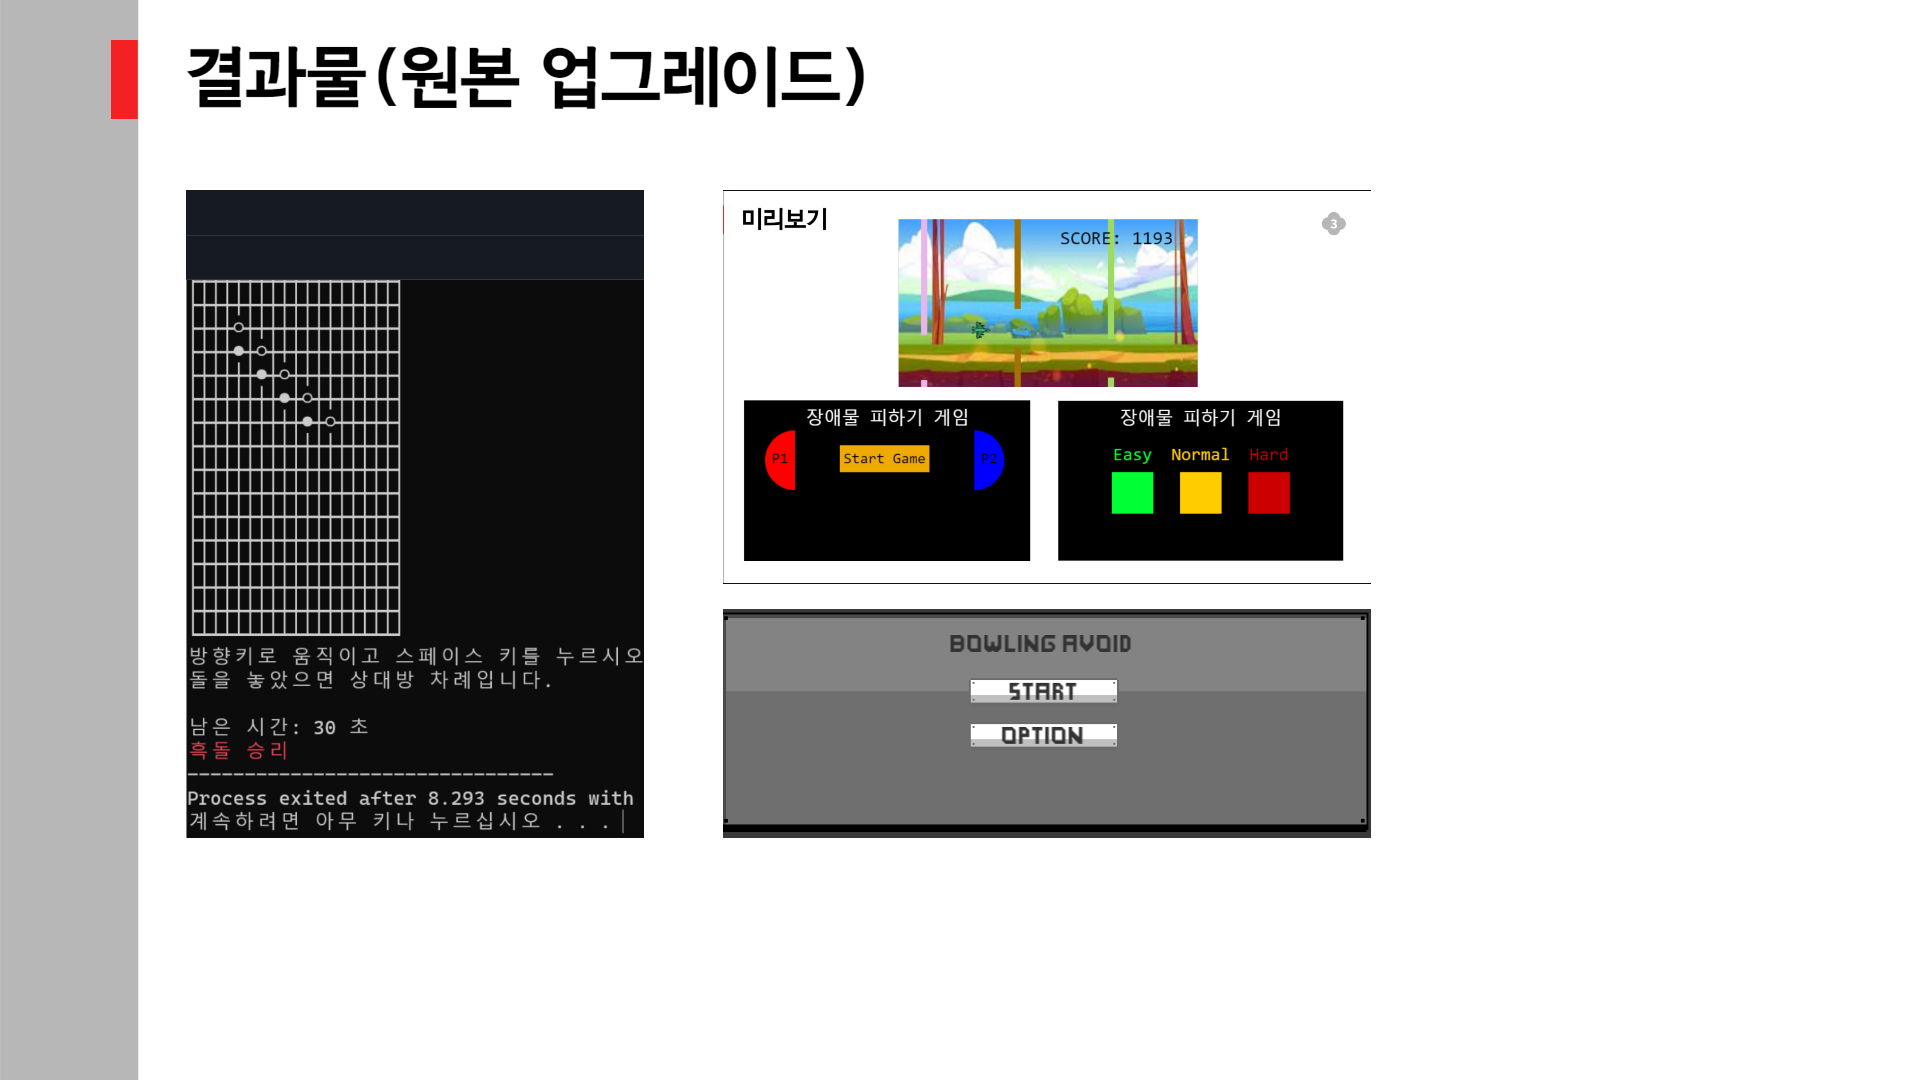 결과물(원본 업그레이드)
방향키로 움직이고 스페이스 키를 누르시오
돌을 놓았으면 상대방 차례입니다.
남은 시간: 30 초
흑돌 승리
--------------------------------
Process exited after 8.293 seconds with
계속하려면 아무 키나 누르십시오 . . .
미리보기
3
SCORE: 1193
장애물 피하기 게임
P1 Start Game P2
장애물 피하기 게임
Easy Normal Hard
BOWLING AVOID
START
OPTION